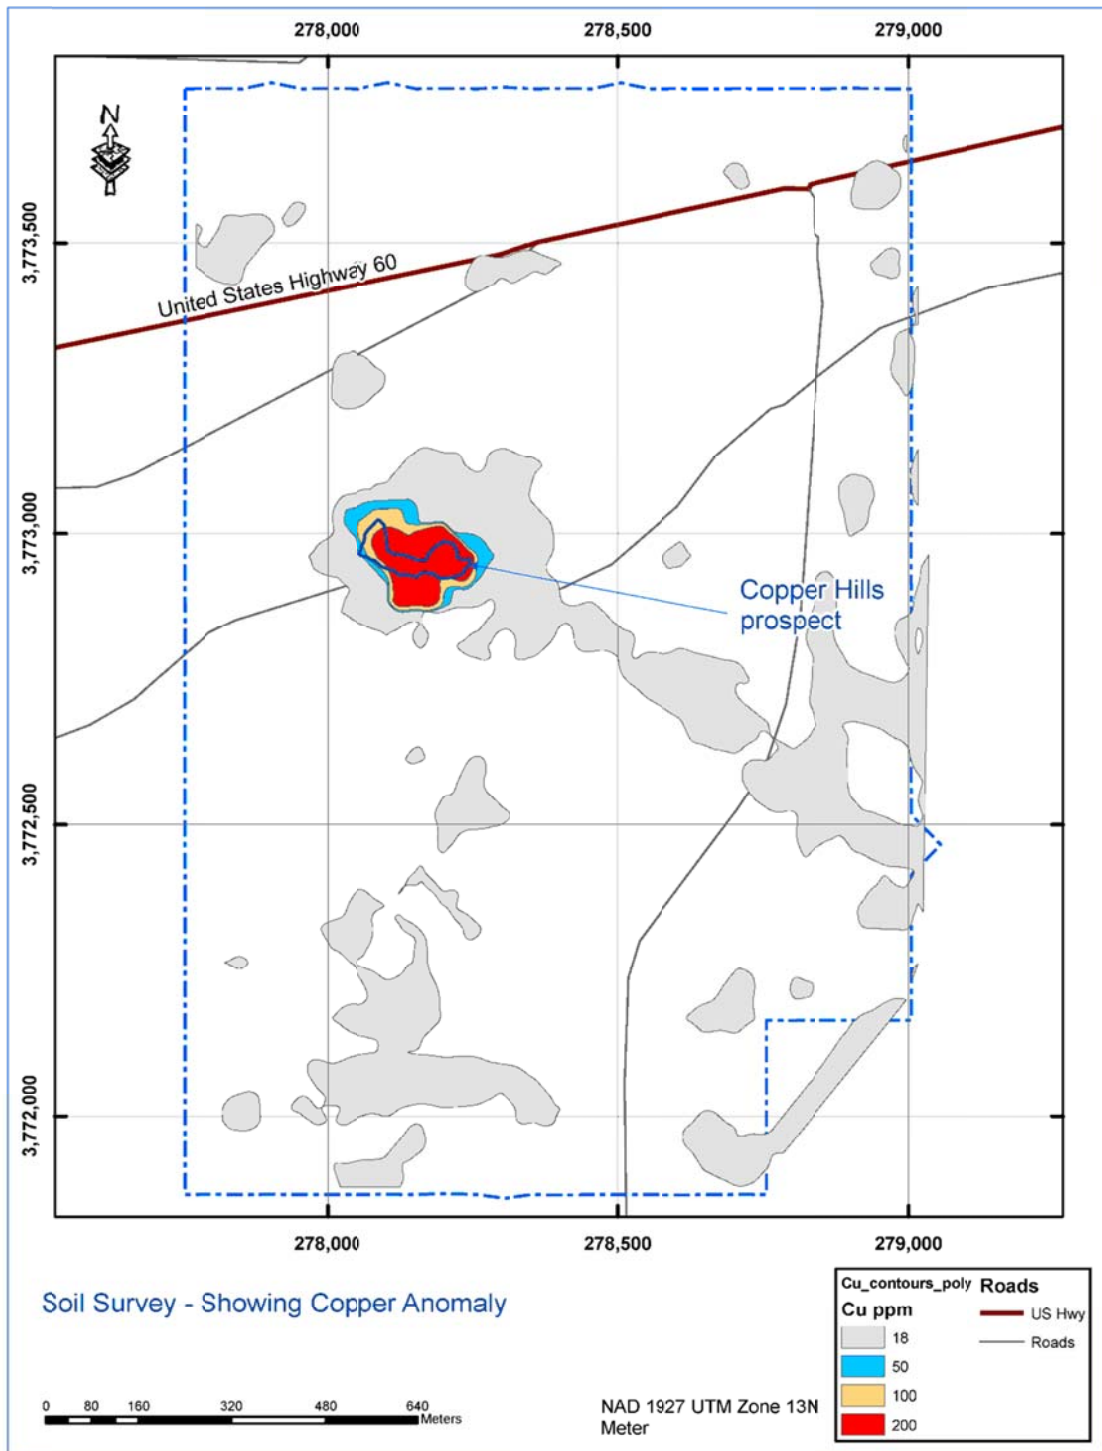 278,000 278,500 279,000
N
3,773,500
United States Highway 60
3,773,000
Copper Hills
prospect
3,772,500
3,772,000
278,000 278,500 279,000
Soil Survey - Showing Copper Anomaly
Cu_contours_poly Roads
Cu ppm
US Hwy
18
Roads
50
100
200
0 80 160 320 480 640
Meters
NAD 1927 UTM Zone 13N
Meter